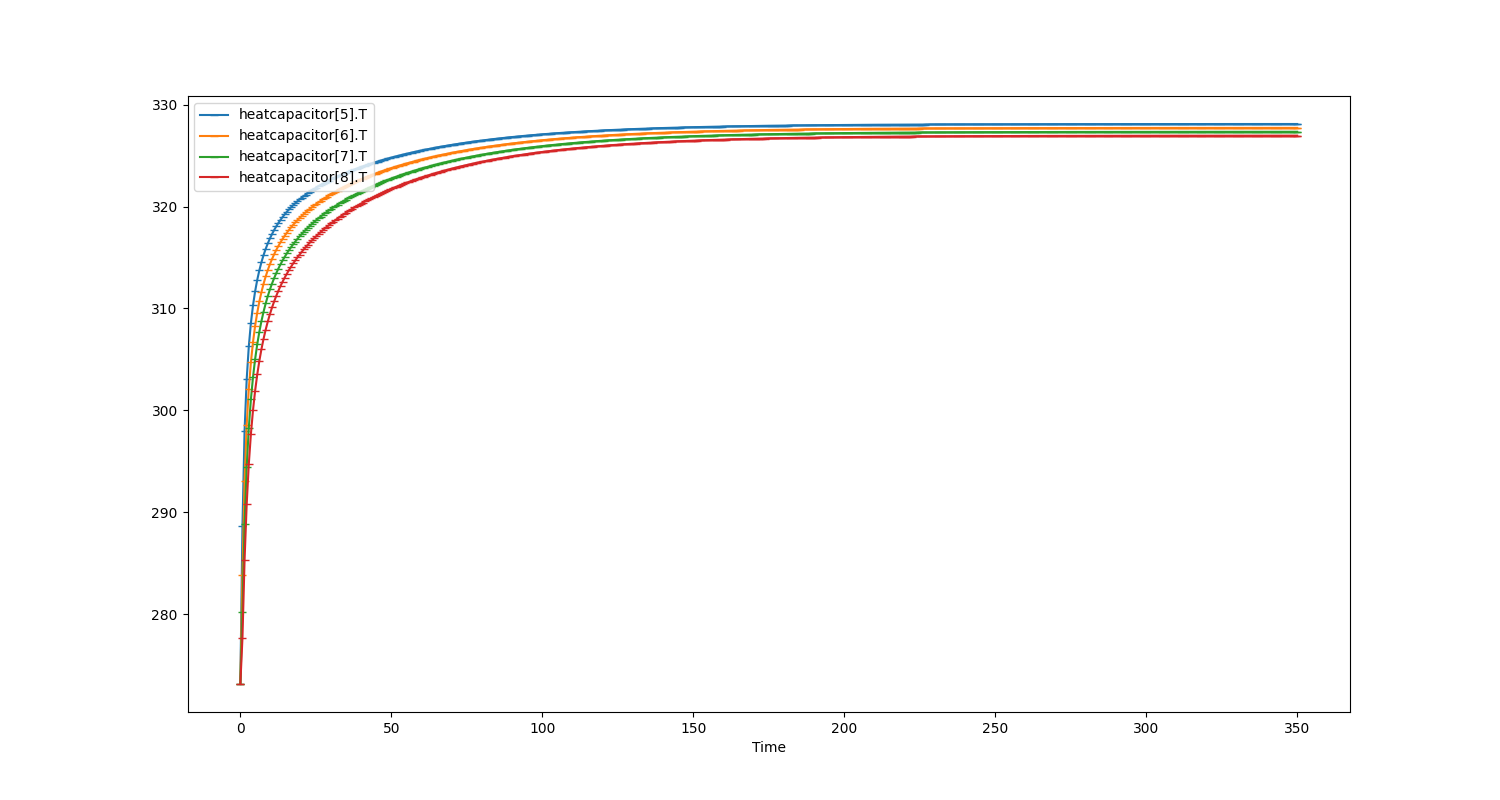 330
320
310
300
290
280
heatcapacitor[5].T
heatcapacitor[6].T
heatcapacitor[7].T
heatcapacitor[8].T
0 50 100 150 200 250 300 350
Time